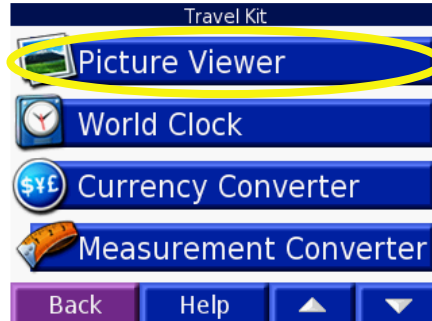 Travel Kit
Picture Viewer
World Clock
$¥£
Currency Converter
Measurement Converter
Back Help